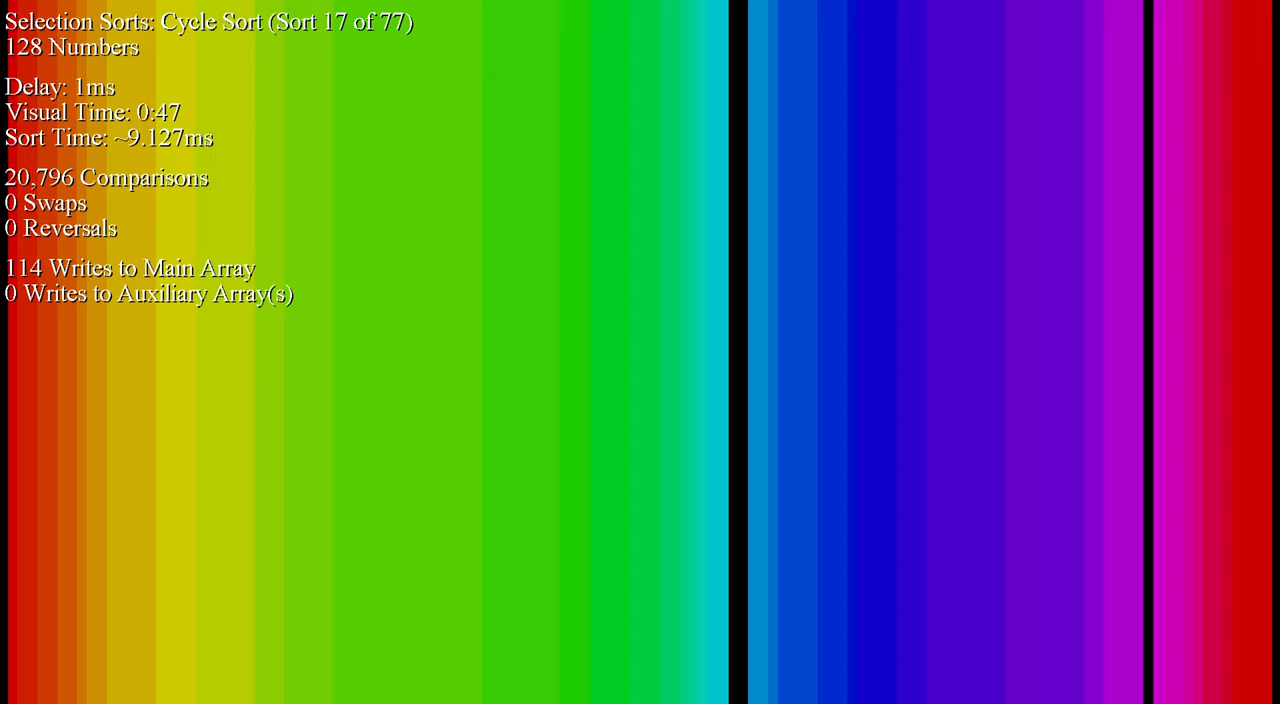 Selection Sorts: Cycle Sort (Sort 17 of 77)
128 Numbers
Delay: 1ms
Visual Time: 0:47
Sort Time: ~9.127ms
20,796 Comparisons
0 Swaps
0 Reversals
114 Writes to Main Array
0 Writes to Auxiliary Array(s)